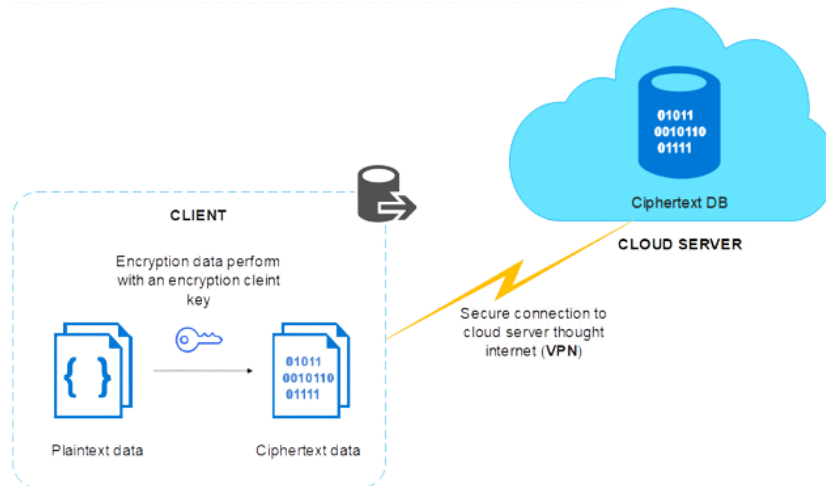 CLIENT
Encryption data perform
with an encryption cleint
key
{ }
01011
0010110
01111
Plaintext data
Ciphertext data
01011
0010110
01111
Ciphertext DB
CLOUD SERVER
Secure connection to
cloud server thought
internet (VPN)